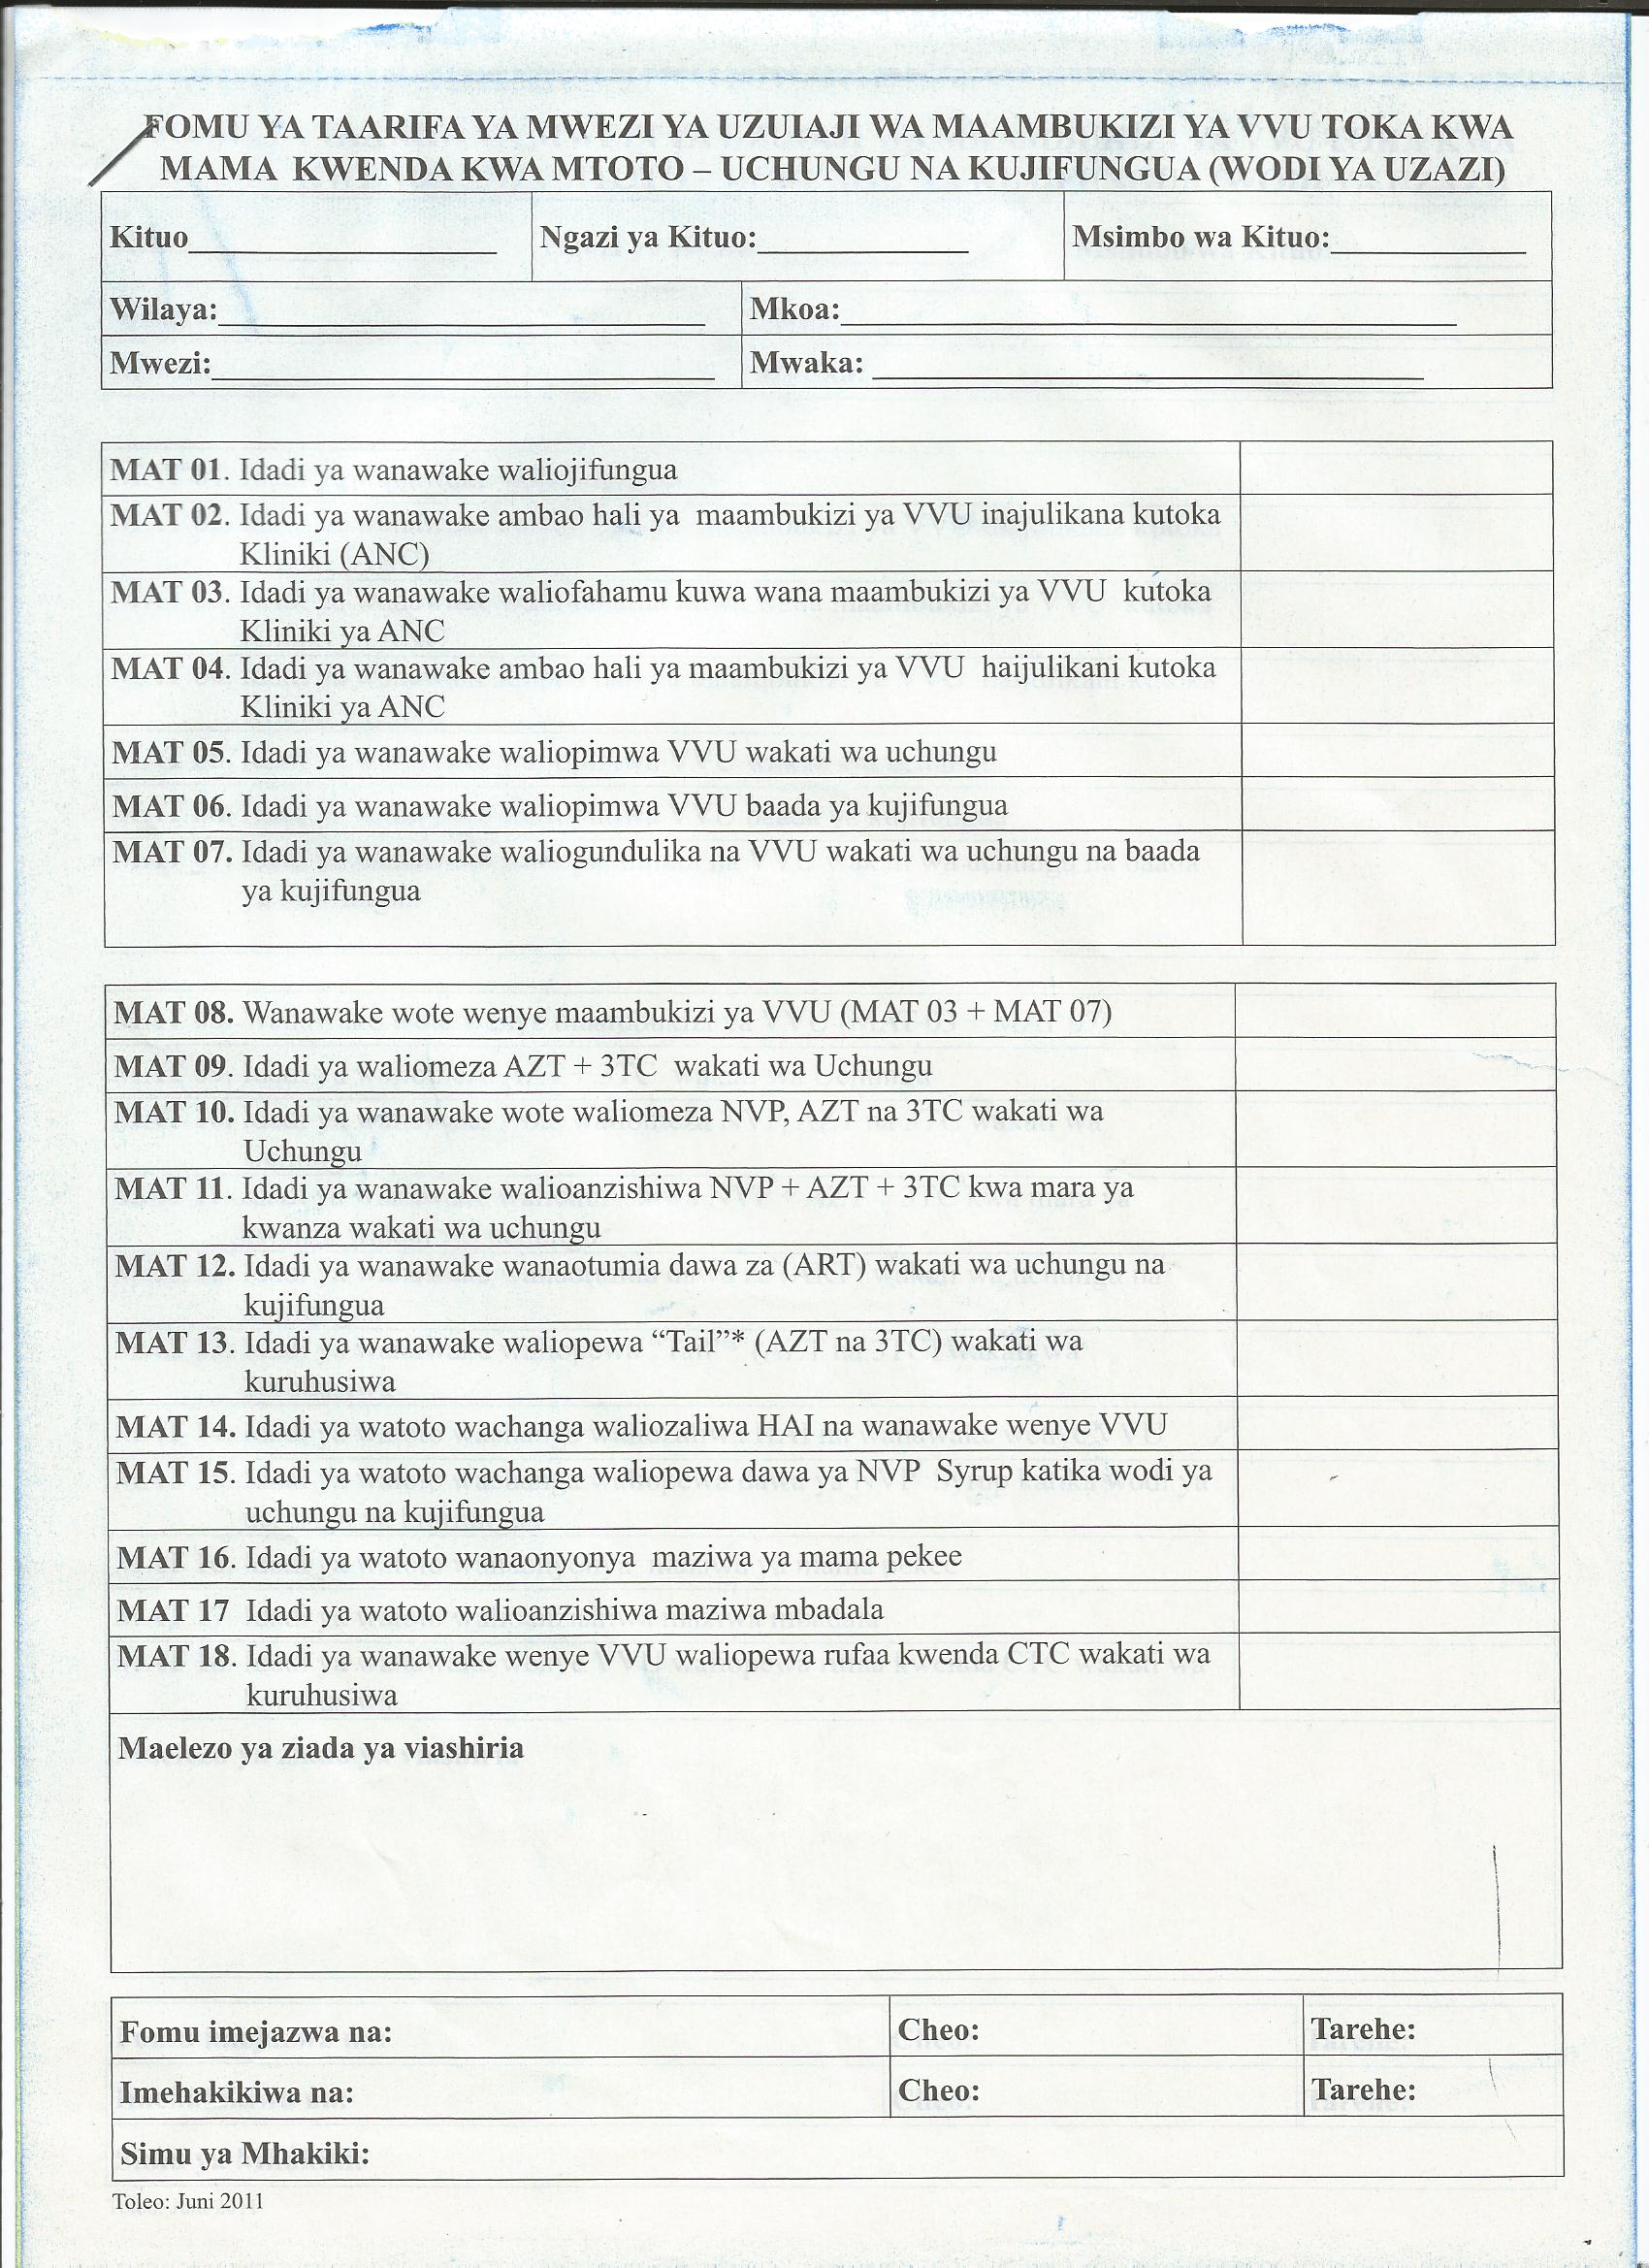 FOMU YA TAARIFA YA MWEZI YA UZUIAJI WA MAAMBUKIZI YA VVU TOKA KWA
MAMA KWENDA KWA MTOTO – UCHUNGU NA KUJIFUNGUA (WODI YA UZAZI)
Kituo____________________ Ngazi ya Kituo:______________ Msimbo wa Kituo:_____________
Wilaya:________________________________ Mkoa:________________________________________
Mwezi:_________________________________ Mwaka: ____________________________________
MAT 01. Idadi ya wanawake waliojifungua
MAT 02. Idadi ya wanawake ambao hali ya maambukizi ya VVU inajulikana kutoka
Kliniki (ANC)
MAT 03. Idadi ya wanawake waliofahamu kuwa wana maambukizi ya VVU kutoka
Kliniki ya ANC
MAT 04. Idadi ya wanawake ambao hali ya maambukizi ya VVU haijulikani kutoka
Kliniki ya ANC
MAT 05. Idadi ya wanawake waliopimwa VVU wakati wa uchungu
MAT 06. Idadi ya wanawake waliopimwa VVU baada ya kujifungua
MAT 07. Idadi ya wanawake waliogundulika na VVU wakati wa uchungu na baada
ya kujifungua
MAT 08. Wanawake wote wenye maambukizi ya VVU (MAT 03 + MAT 07)
MAT 09. Idadi ya waliomeza AZT + 3TC wakati wa Uchungu
MAT 10. Idadi ya wanawake wote waliomeza NVP, AZT na 3TC wakati wa
Uchungu
MAT 11. Idadi ya wanawake walioanzishiwa NVP + AZT + 3TC kwa mara ya
kwanza wakati wa uchungu
MAT 12. Idadi ya wanawake wanaotumia dawa za (ART) wakati wa uchungu na
kujifungua
MAT 13. Idadi ya wanawake waliopewa “Tail”* (AZT na 3TC) wakati wa
kuruhusiwa
MAT 14. Idadi ya watoto wachanga waliozaliwa HAI na wanawake wenye VVU
MAT 15. Idadi ya watoto wachanga waliopewa dawa ya NVP Syrup katika wodi ya
uchungu na kujifungua
MAT 16. Idadi ya watoto wanaonyonya maziwa ya mama pekee
MAT 17 Idadi ya watoto walioanzishiwa maziwa mbadala
MAT 18. Idadi ya wanawake wenye VVU waliopewa rufaa kwenda CTC wakati wa
kuruhusiwa
Maelezo ya ziada ya viashiria
Fomu imejazwa na: Cheo: Tarehe:
Imehakikiwa na: Cheo: Tarehe:
Simu ya Mhakiki:
Toleo: Juni 2011